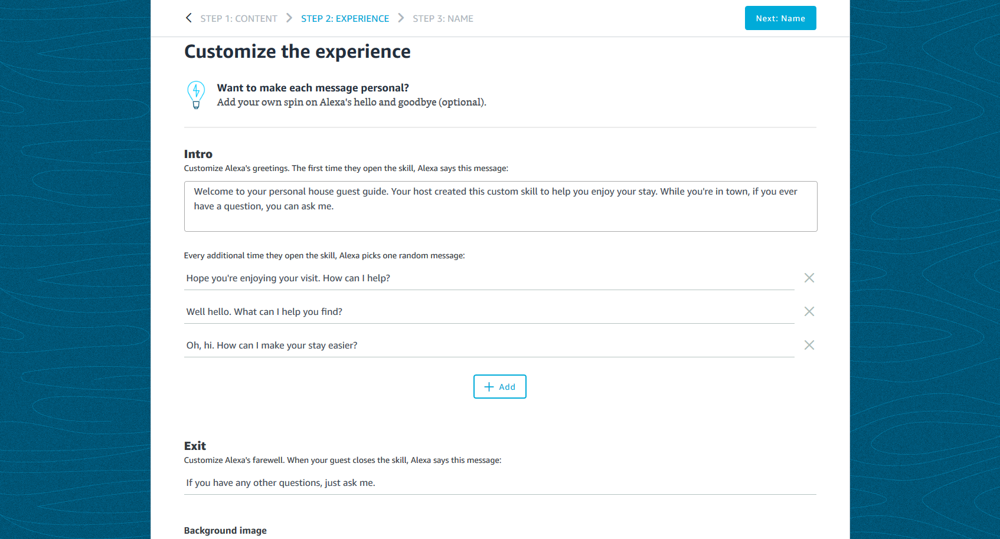 STEP 1: CONTENT
STEP 2: EXPERIENCE
STEP 3: NAME
Next: Name
Customize the experience
Want to make each message personal?
Add your own spin on Alexa's hello and goodbye (optional).
Intro
Customize Alexa's greetings. The first time they open the skill, Alexa says this message:
Welcome to your personal house guest guide. Your host created this custom skill to help you enjoy your stay. While you're in town, if you ever
have a question, you can ask me.
Every additional time they open the skill, Alexa picks one random message:
Hope you're enjoying your visit. How can I help?
Well hello. What can I help you find?
Oh, hi. How can I make your stay easier?
Add
Exit
Customize Alexa's farewell. When your guest closes the skill, Alexa says this message:
If you have any other questions, just ask me.
Background image